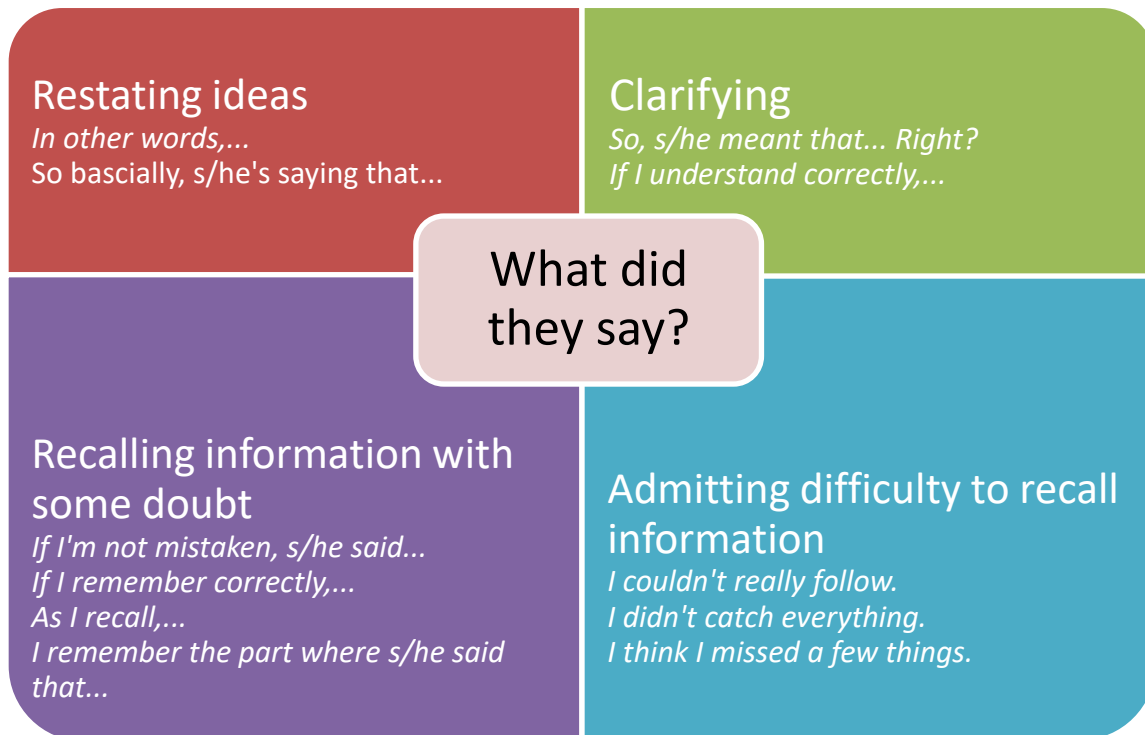 Restating ideas
In other words,...
So bascially, s/he's saying that...
Clarifying
So, s/he meant that... Right?
If I understand correctly,...
What did
they say?
Recalling information with
some doubt
If I'm not mistaken, s/he said...
If I remember correctly,...
As I recall,...
I remember the part where s/he said
that...
Admitting difficulty to recall
information
I couldn't really follow.
I didn't catch everything.
I think I missed a few things.